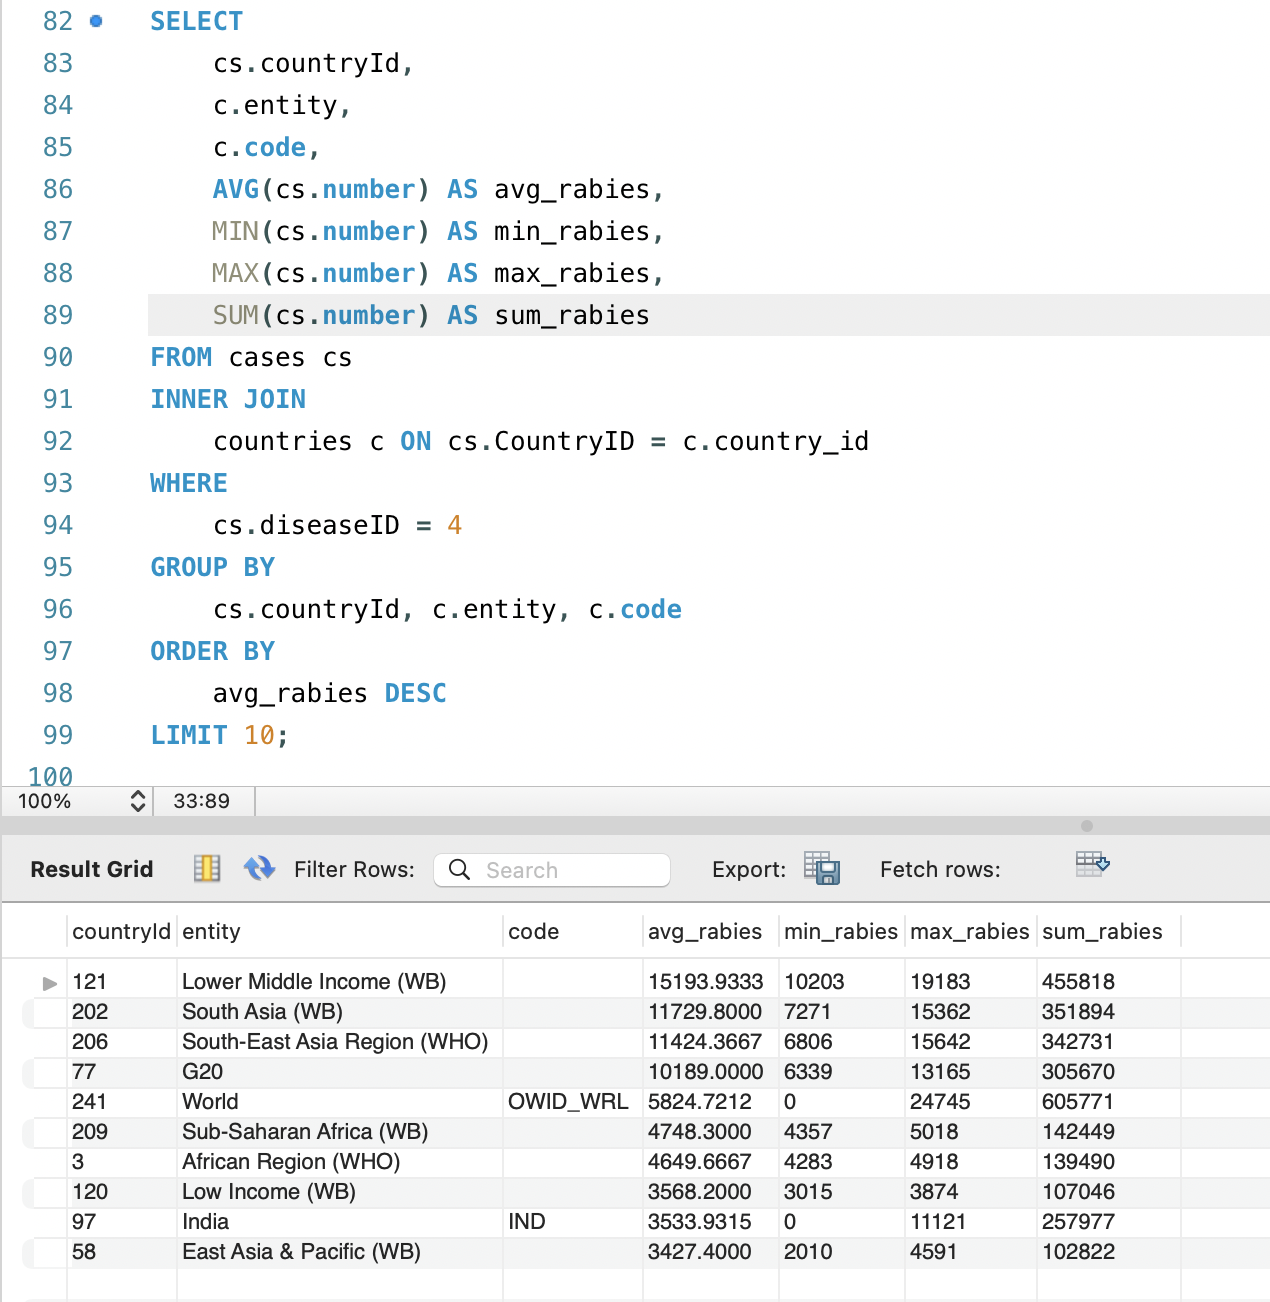 82 SELECT
83 cs.countryId,
84 c.entity,
85 c.code,
86 AVG(cs.number) AS avg_rabies,
87 MIN(cs.number) AS min_rabies,
88 MAX(cs.number) AS max_rabies,
89 SUM(cs.number) AS sum_rabies
90 FROM cases cs
91 INNER JOIN
92 countries c ON cs.CountryID = c.country_id
93 WHERE
94 cs.diseaseID = 4
95 GROUP BY
96 cs.countryId, c.entity, c.code
97 ORDER BY
98 avg_rabies DESC
99 LIMIT 10;
100
100% 33:89
Result Grid Filter Rows: Search Export: Fetch rows:
countryId entity code avg_rabies min_rabies max_rabies sum_rabies
121 Lower Middle Income (WB) 15193.9333 10203 19183 455818
202 South Asia (WB) 11729.8000 7271 15362 351894
206 South-East Asia Region (WHO) 11424.3667 6806 15642 342731
77 G20 10189.0000 6339 13165 305670
241 World OWID_WRL 5824.7212 0 24745 605771
209 Sub-Saharan Africa (WB) 4748.3000 4357 5018 142449
3 African Region (WHO) 4649.6667 4283 4918 139490
120 Low Income (WB) 3568.2000 3015 3874 107046
97 India IND 3533.9315 0 11121 257977
58 East Asia & Pacific (WB) 3427.4000 2010 4591 102822